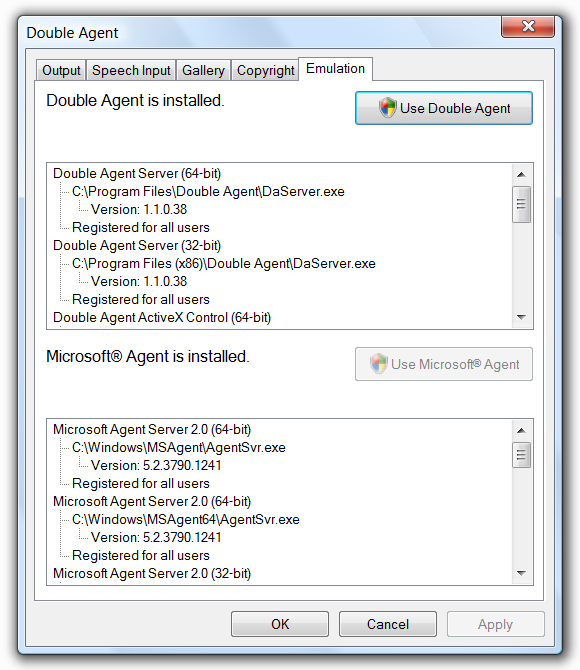 Double Agent
Output Speech Input Gallery Copyright Emulation
Double Agent is installed.
Use Double Agent
Double Agent Server (64-bit)
C:\Program Files\Double Agent\DaServer.exe
Version: 1.1.0.38
Registered for all users
Double Agent Server (32-bit)
C:\Program Files (x86)\Double Agent\DaServer.exe
Version: 1.1.0.38
Registered for all users
Double Agent ActiveX Control (64-bit)
Microsoft® Agent is installed.
Use Microsoft® Agent
Microsoft Agent Server 2.0 (64-bit)
C:\Windows\MSAgent\AgentSvr.exe
Version: 5.2.3790.1241
Registered for all users
Microsoft Agent Server 2.0 (64-bit)
C:\Windows\MSAgent64\AgentSvr.exe
Version: 5.2.3790.1241
Registered for all users
Microsoft Agent Server 2.0 (32-bit)
OK Cancel Apply